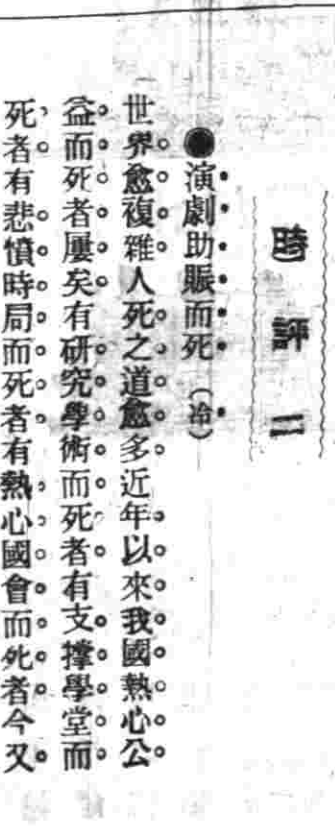 時評二
●演劇助賑而死（冷）
世界愈複雜人死之道愈多近年以來我國熱心公
益而死者屢矣有研究學術而死者有支撑學堂而
死者有悲憤時局而死者有熱心國會而死者今又